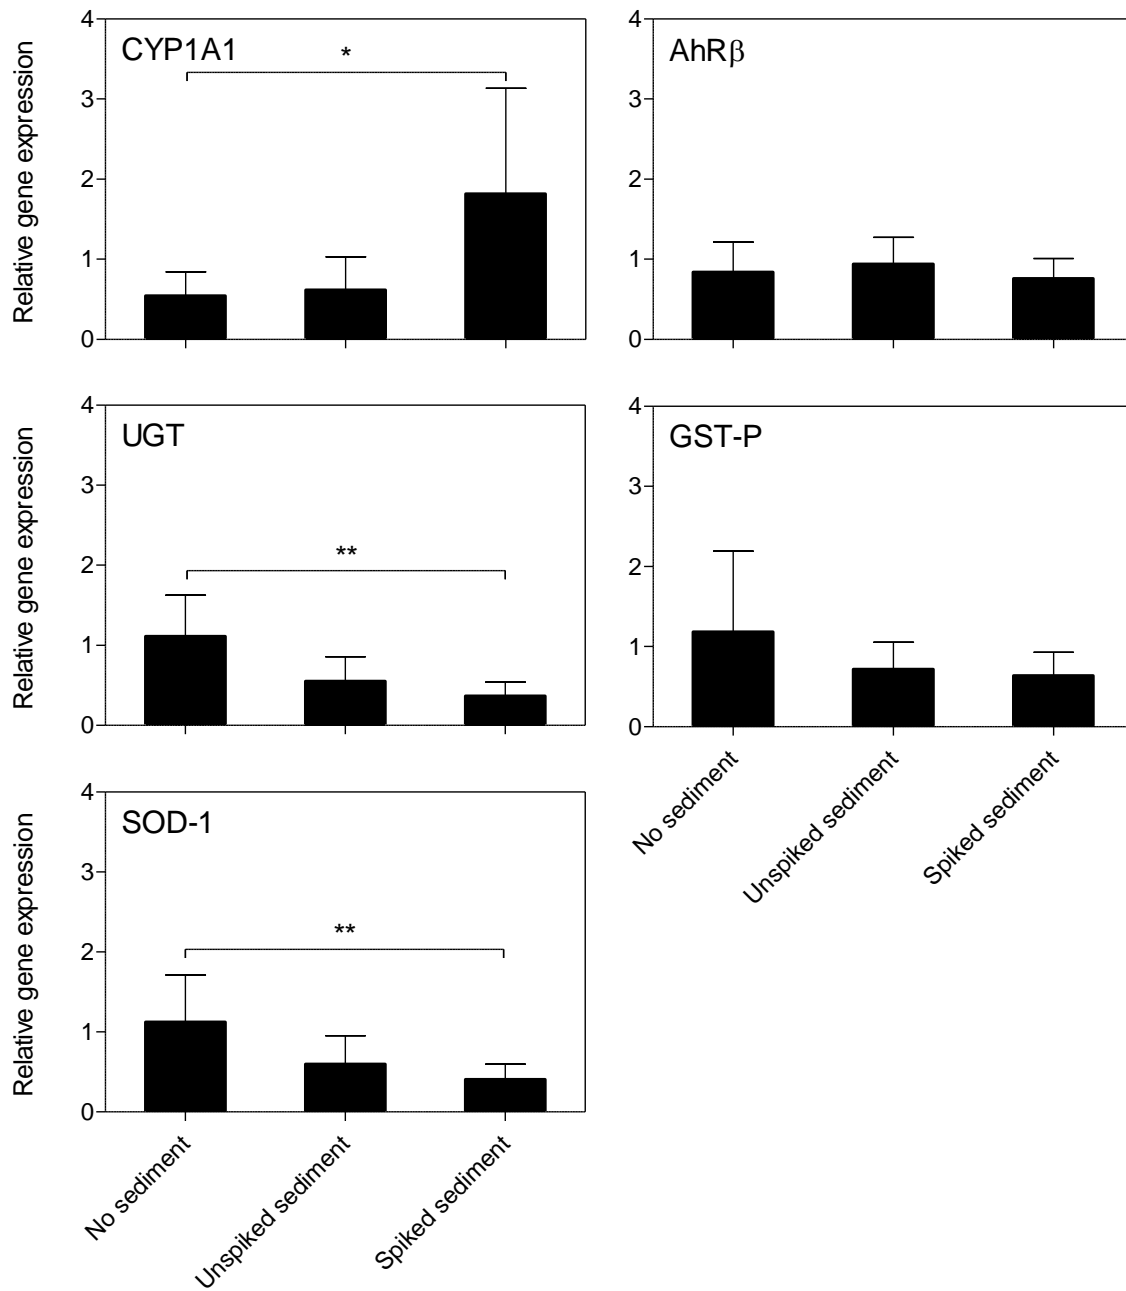 Relative gene expression
4
3
2
1
0
CYP1A1
*
4
3
2
1
0
AhRβ
Relative gene expression
4
3
2
1
0
UGT
**
4
3
2
1
0
GST-P
No sediment
Unspiked sediment
Spiked sediment
Relative gene expression
4
3
2
1
0
SOD-1
**
No sediment
Unspiked sediment
Spiked sediment